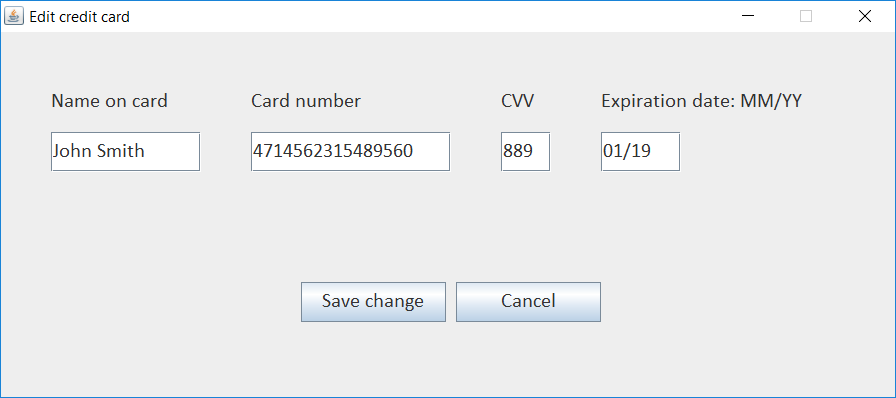 Edit credit card
Name on card Card number CVV Expiration date: MM/YY
John Smith 4714562315489560 889 01/19
Save change Cancel